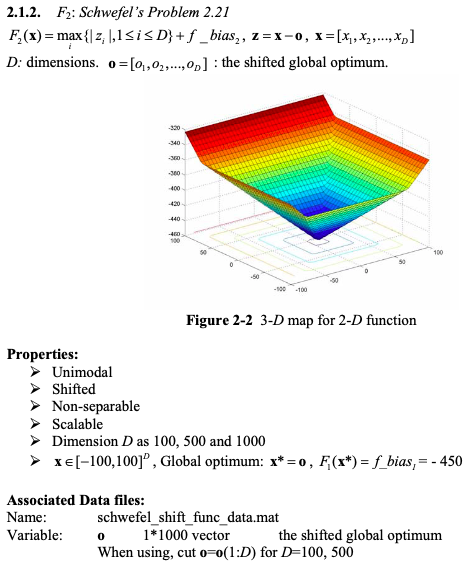 2.1.2. F₂: Schwefel's Problem 2.21
F₂(x) = max{| zᵢ |,1 ≤ i ≤ D} + f _bias₂ , z = x − o , x = [x₁, x₂,..., x_D]
i
D: dimensions. o = [o₁, o₂,..., o_D] : the shifted global optimum.
-320
-340
-360
-380
-400
-420
-440
-460
100
50
0
-50
-100
-100
-50
0
50
100
Figure 2-2 3-D map for 2-D function
Properties:
➢ Unimodal
➢ Shifted
➢ Non-separable
➢ Scalable
➢ Dimension D as 100, 500 and 1000
➢ x ∈ [−100,100]ᴰ , Global optimum: x* = o , F₁(x*) = f_bias₁ = - 450
Associated Data files:
Name: schwefel_shift_func_data.mat
Variable: o 1*1000 vector the shifted global optimum
When using, cut o=o(1:D) for D=100, 500